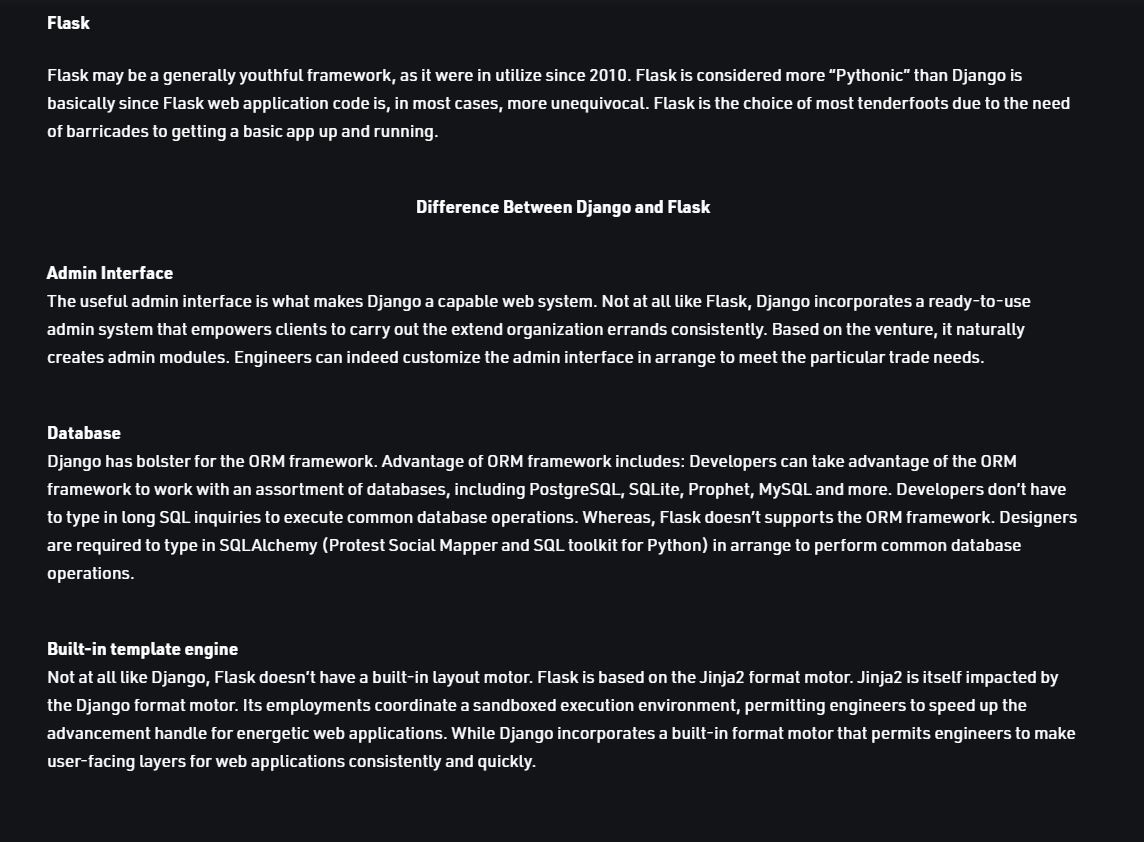 Flask
Flask may be a generally youthful framework, as it were in utilize since 2010. Flask is considered more “Pythonic” than Django is
basically since Flask web application code is, in most cases, more unequivocal. Flask is the choice of most tenderfoots due to the need
of barricades to getting a basic app up and running.
Difference Between Django and Flask
Admin Interface
The useful admin interface is what makes Django a capable web system. Not at all like Flask, Django incorporates a ready-to-use
admin system that empowers clients to carry out the extend organization errands consistently. Based on the venture, it naturally
creates admin modules. Engineers can indeed customize the admin interface in arrange to meet the particular trade needs.
Database
Django has bolster for the ORM framework. Advantage of ORM framework includes: Developers can take advantage of the ORM
framework to work with an assortment of databases, including PostgreSQL, SQLite, Prophet, MySQL and more. Developers don’t have
to type in long SQL inquiries to execute common database operations. Whereas, Flask doesn’t supports the ORM framework. Designers
are required to type in SQLAlchemy (Protest Social Mapper and SQL toolkit for Python) in arrange to perform common database
operations.
Built-in template engine
Not at all like Django, Flask doesn’t have a built-in layout motor. Flask is based on the Jinja2 format motor. Jinja2 is itself impacted by
the Django format motor. Its employments coordinate a sandboxed execution environment, permitting engineers to speed up the
advancement handle for energetic web applications. While Django incorporates a built-in format motor that permits engineers to make
user-facing layers for web applications consistently and quickly.